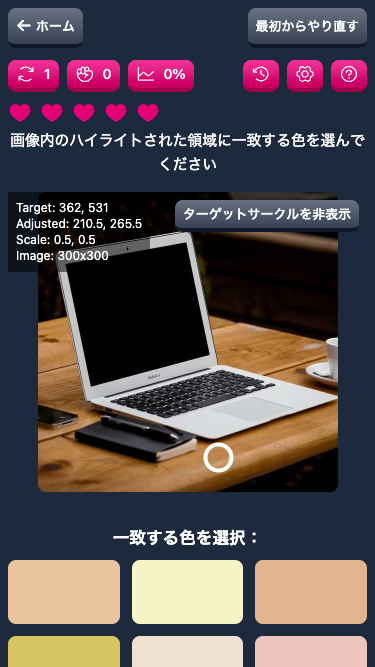 ホーム
最初からやり直す
1
0
0%
画像内のハイライトされた領域に一致する色を選んで
ください
Target: 362, 531
Adjusted: 210.5, 265.5
Scale: 0.5, 0.5
Image: 300x300
ターゲットサークルを非表示
一致する色を選択：